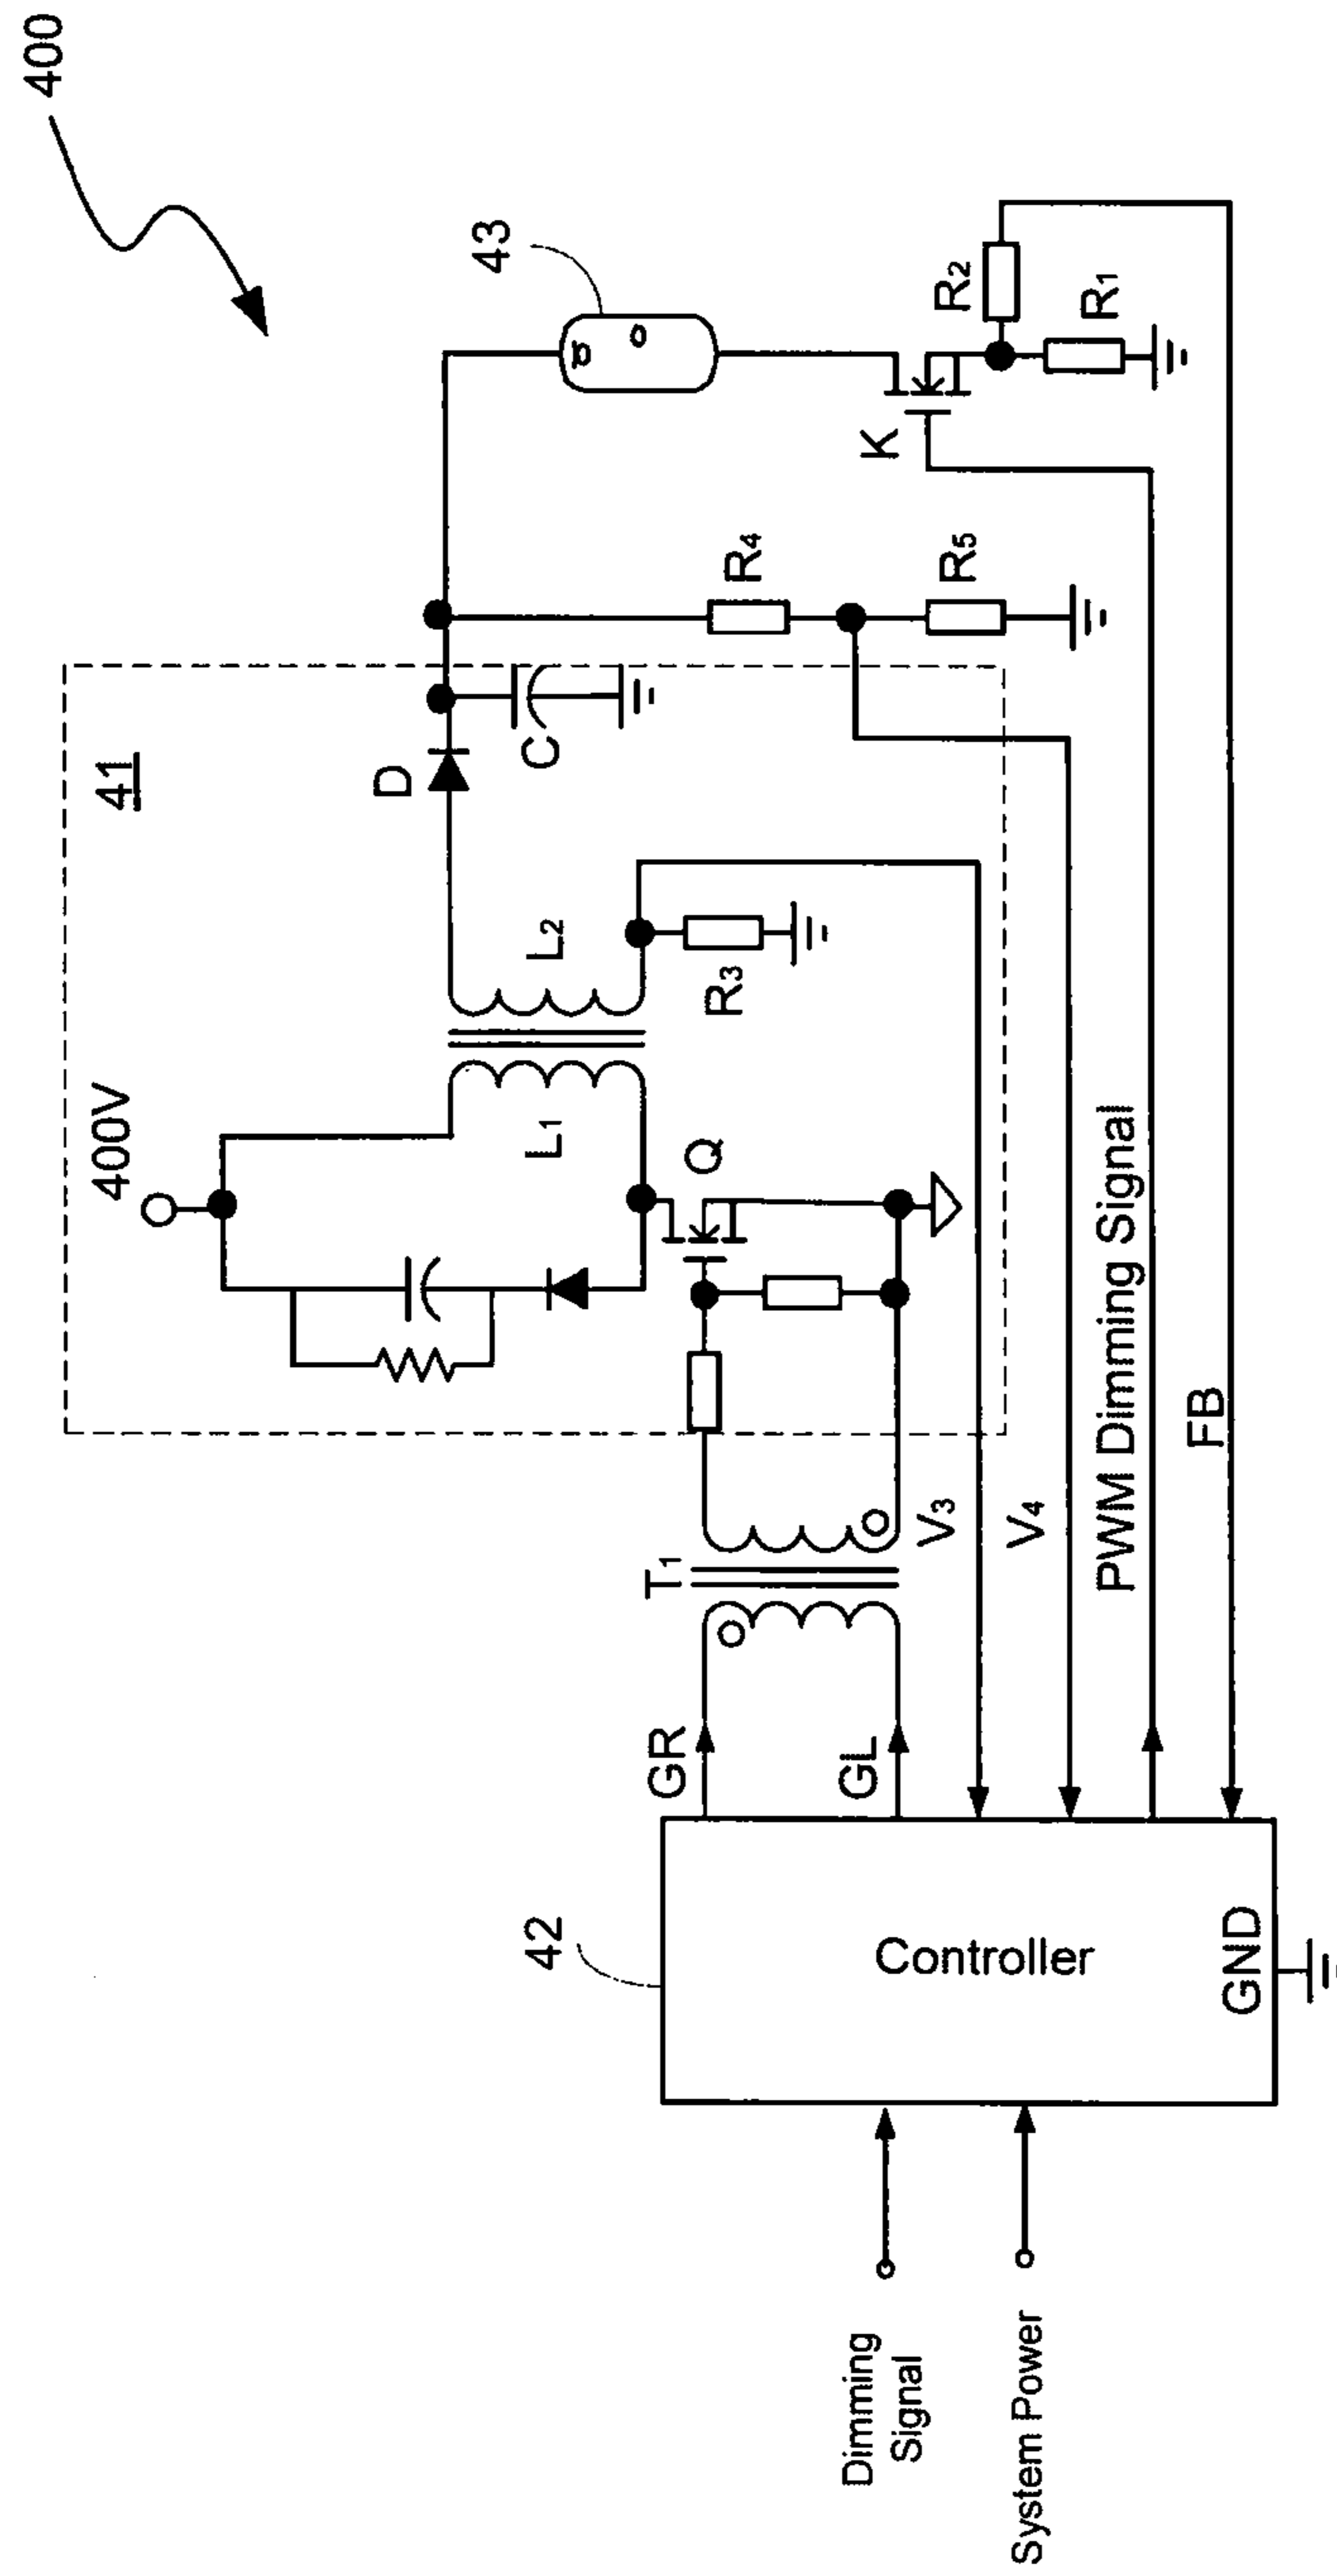 400
41
400V
D
43
C
L1
L2
Q
R3
R4
R5
K
R2
R1
T1
GR
GL
V3
V4
PWM Dimming Signal
FB
42
Controller
GND
Dimming
Signal
System Power